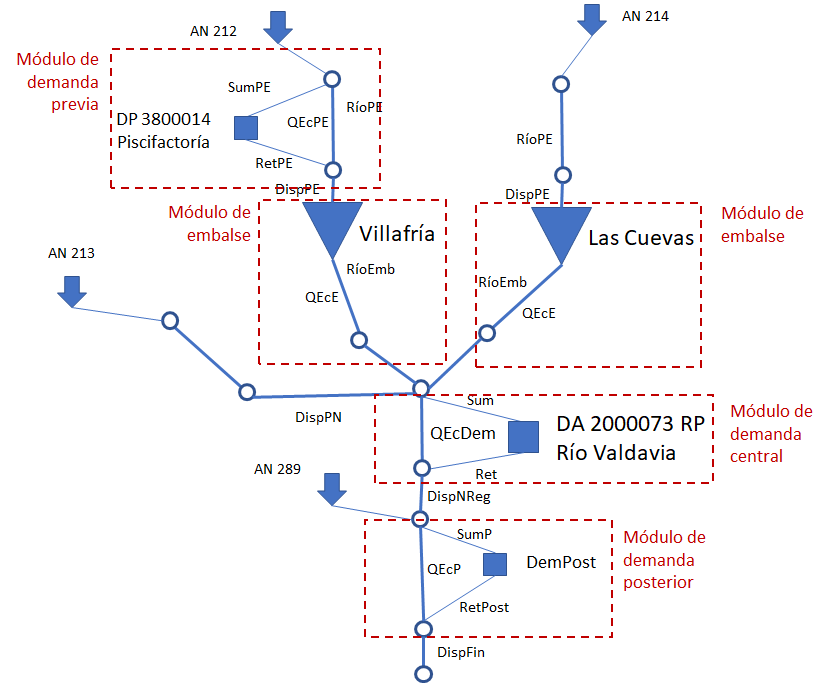 AN 212
AN 214
Módulo de
demanda
previa
SumPE
RíoPE
DP 3800014
Piscifactoría
QEcPE
RíoPE
RetPE
DispPE
DispPE
Módulo de
embalse
Villafría
Las Cuevas
Módulo de
embalse
AN 213
RíoEmb
RíoEmb
QEcE
QEcE
DispPN
Sum
QEcDem
DA 2000073 RP
Río Valdavia
Módulo de
demanda
central
AN 289
Ret
DispNReg
SumP
QEcP
DemPost
Módulo de
demanda
posterior
RetPost
DispFin